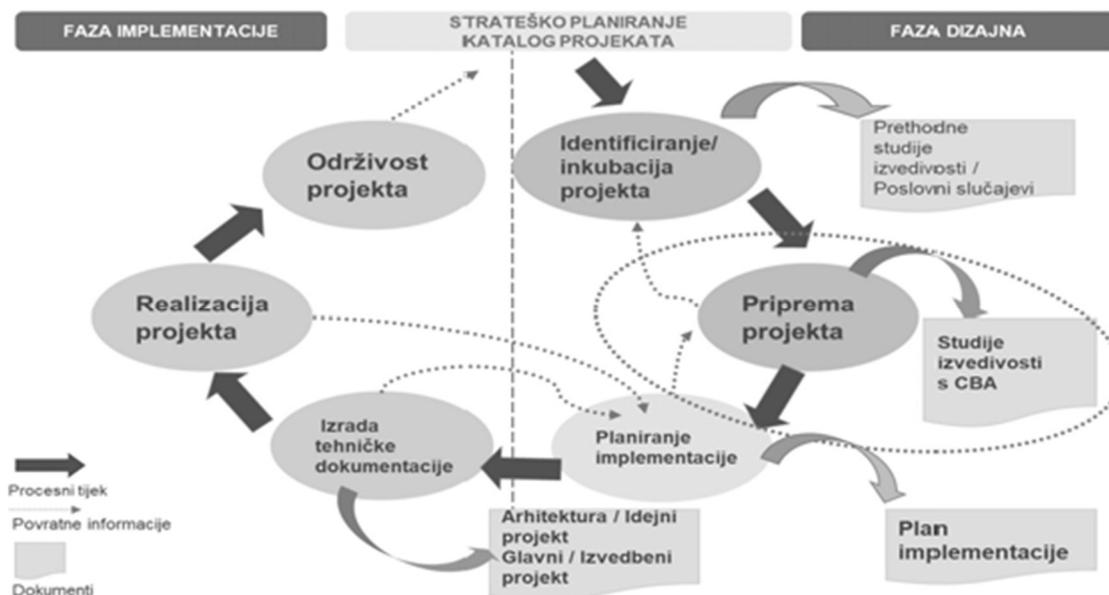 FAZA IMPLEMENTACIJE
STRATEŠKO PLANIRANJE
KATALOG PROJEKATA
FAZA DIZAJNA
Održivost
projekta
Identificiranje/
inkubacija
projekta
Prethodne
studije
izvedivosti /
Poslovni slučajevi
Realizacija
projekta
Priprema
projekta
Studije
izvedivosti
s CBA
Izrada
tehničke
dokumentacije
Planiranje
implementacije
Procesni tijek
Povratne informacije
Dokumenti
Arhitektura / Idejni
projekt
Glavni / Izvedbeni
projekt
Plan
implementacije